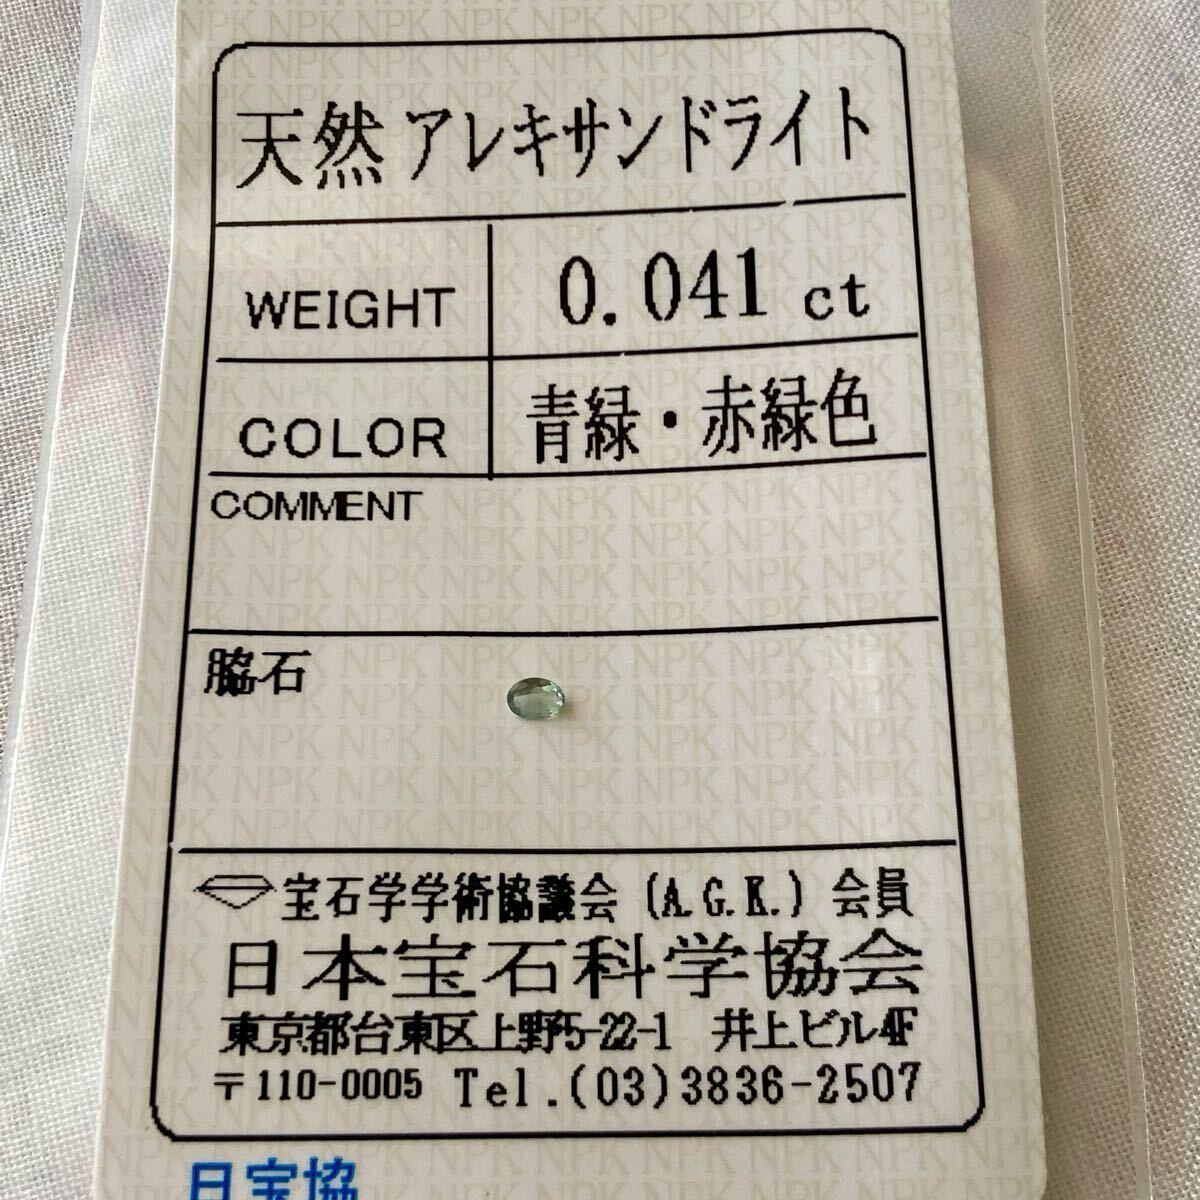 天然 アレキサンドライト
WEIGHT 0.041 ct
COLOR 青緑・赤緑色
COMMENT
脇石
宝石学学術協議会 (A.G.K.) 会員
日本宝石科学協会
東京都台東区上野5-22-1 井上ビル4F
〒110-0005 Tel.(03)3836-2507
日宝協